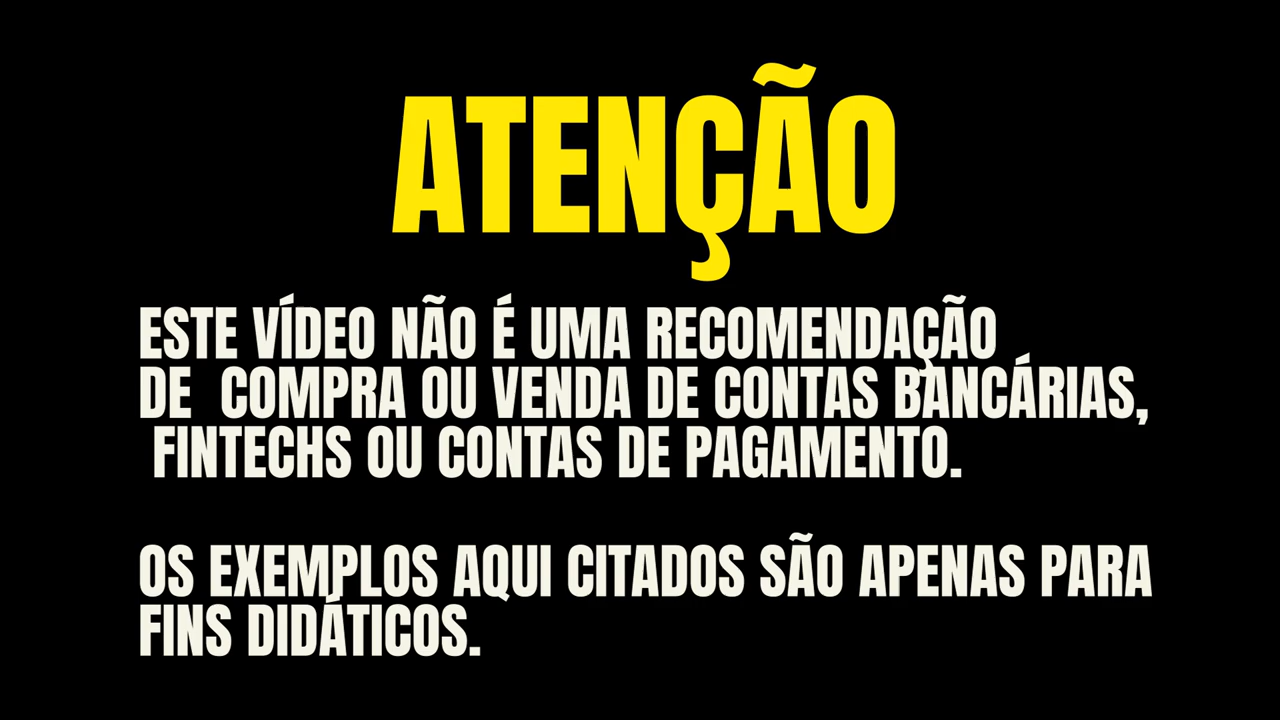 ATENÇÃO
ESTE VÍDEO NÃO É UMA RECOMENDAÇÃO
DE COMPRA OU VENDA DE CONTAS BANCÁRIAS,
FINTECHS OU CONTAS DE PAGAMENTO.
OS EXEMPLOS AQUI CITADOS SÃO APENAS PARA
FINS DIDÁTICOS.